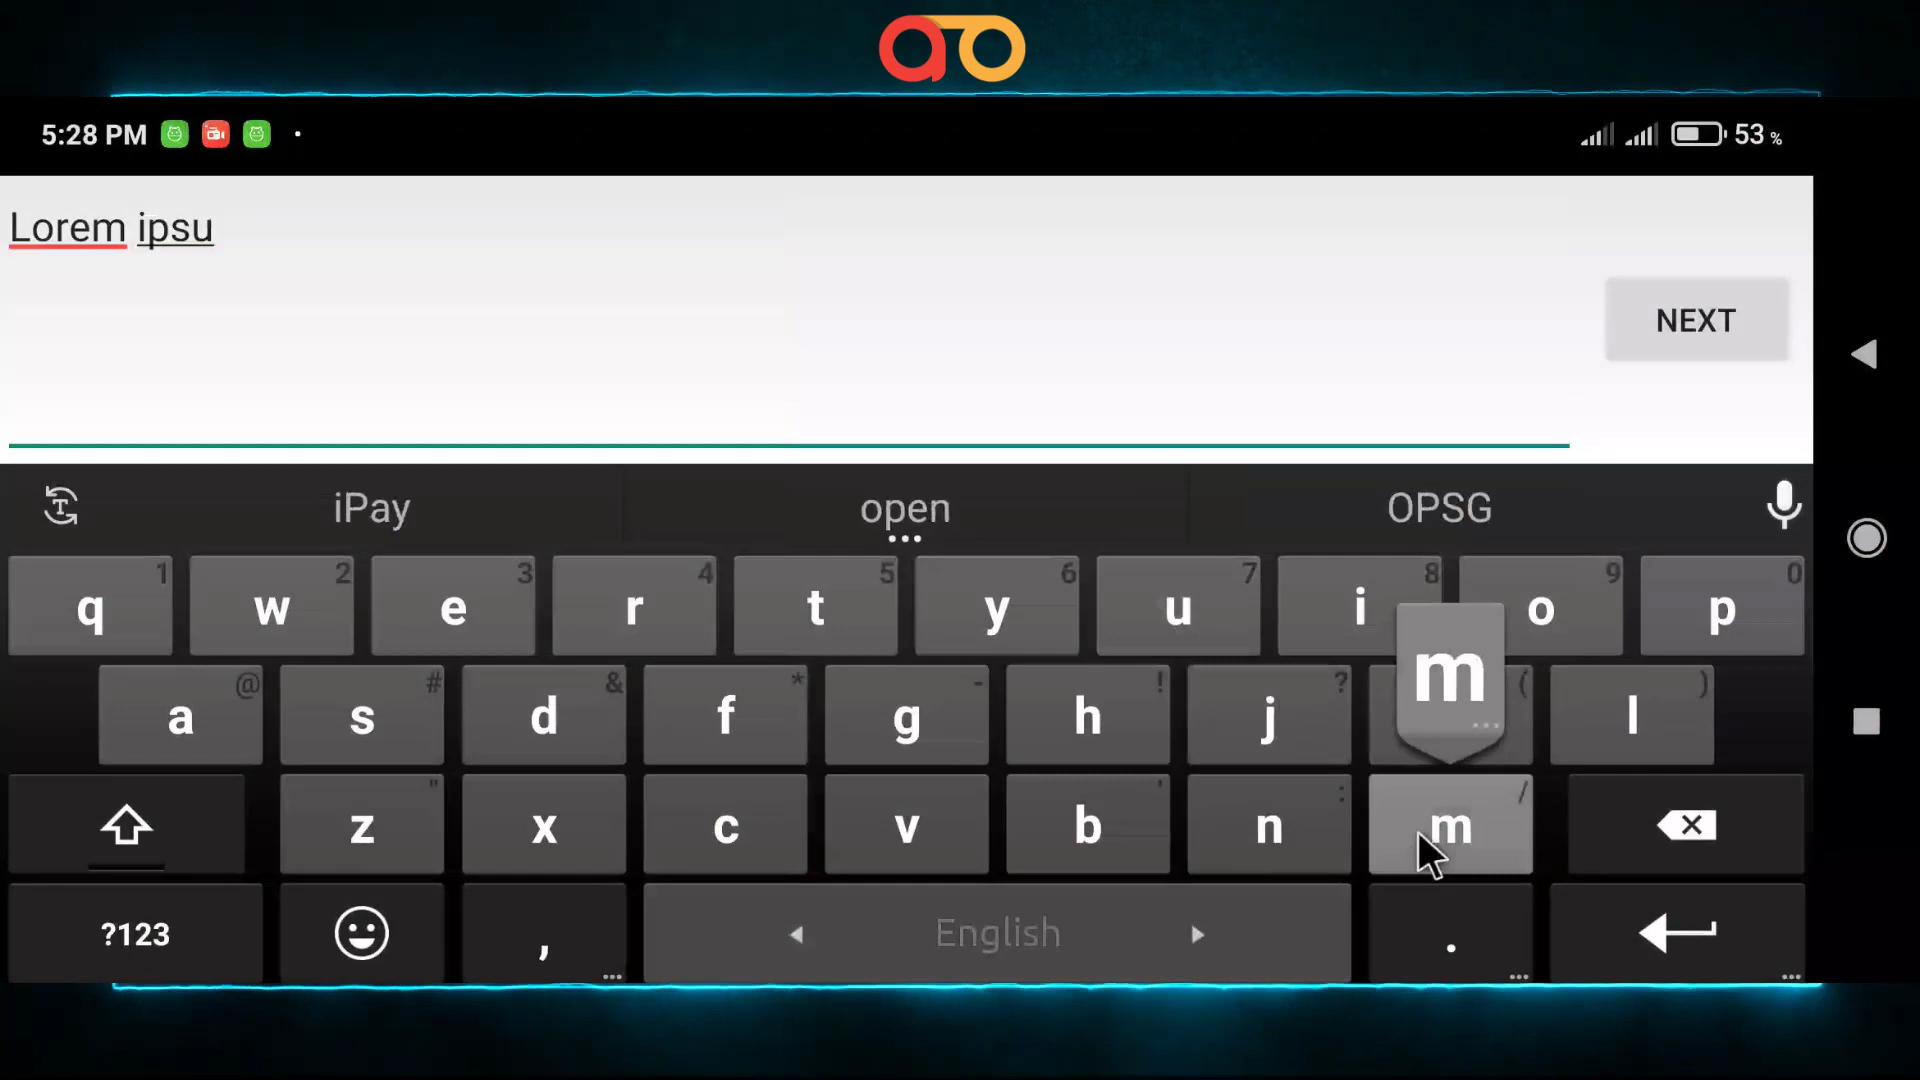 5:28 PM
53 %
Lorem ipsu
NEXT
iPay open OPSG
q 1 w 2 e 3 r 4 t 5 y 6 u 7 i 8 o 9 p 0
a @ s # d & f * g - h ! j ? m ( l )
z " x c v b ' n : m /
?123 , English .